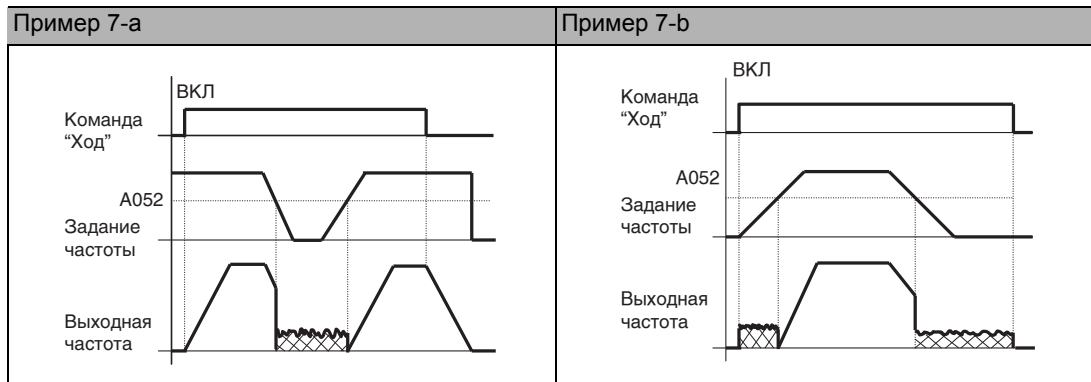 Пример 7-a
Пример 7-b
ВКЛ
Команда
“Ход”
A052
Задание
частоты
Выходная
частота
ВКЛ
Команда
“Ход”
A052
Задание
частоты
Выходная
частота